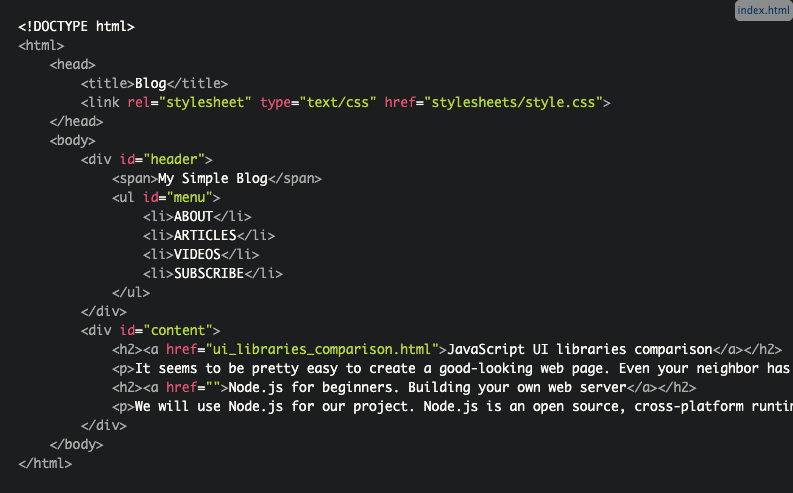 index.html
<!DOCTYPE html>
<html>
    <head>
        <title>Blog</title>
        <link rel="stylesheet" type="text/css" href="stylesheets/style.css">
    </head>
    <body>
        <div id="header">
            <span>My Simple Blog</span>
            <ul id="menu">
                <li>ABOUT</li>
                <li>ARTICLES</li>
                <li>VIDEOS</li>
                <li>SUBSCRIBE</li>
            </ul>
        </div>
        <div id="content">
            <h2><a href="ui_libraries_comparison.html">JavaScript UI libraries comparison</a></h2>
            <p>It seems to be pretty easy to create a good-looking web page. Even your neighbor has
            <h2><a href="">Node.js for beginners. Building your own web server</a></h2>
            <p>We will use Node.js for our project. Node.js is an open source, cross-platform
        </div>
    </body>
</html>